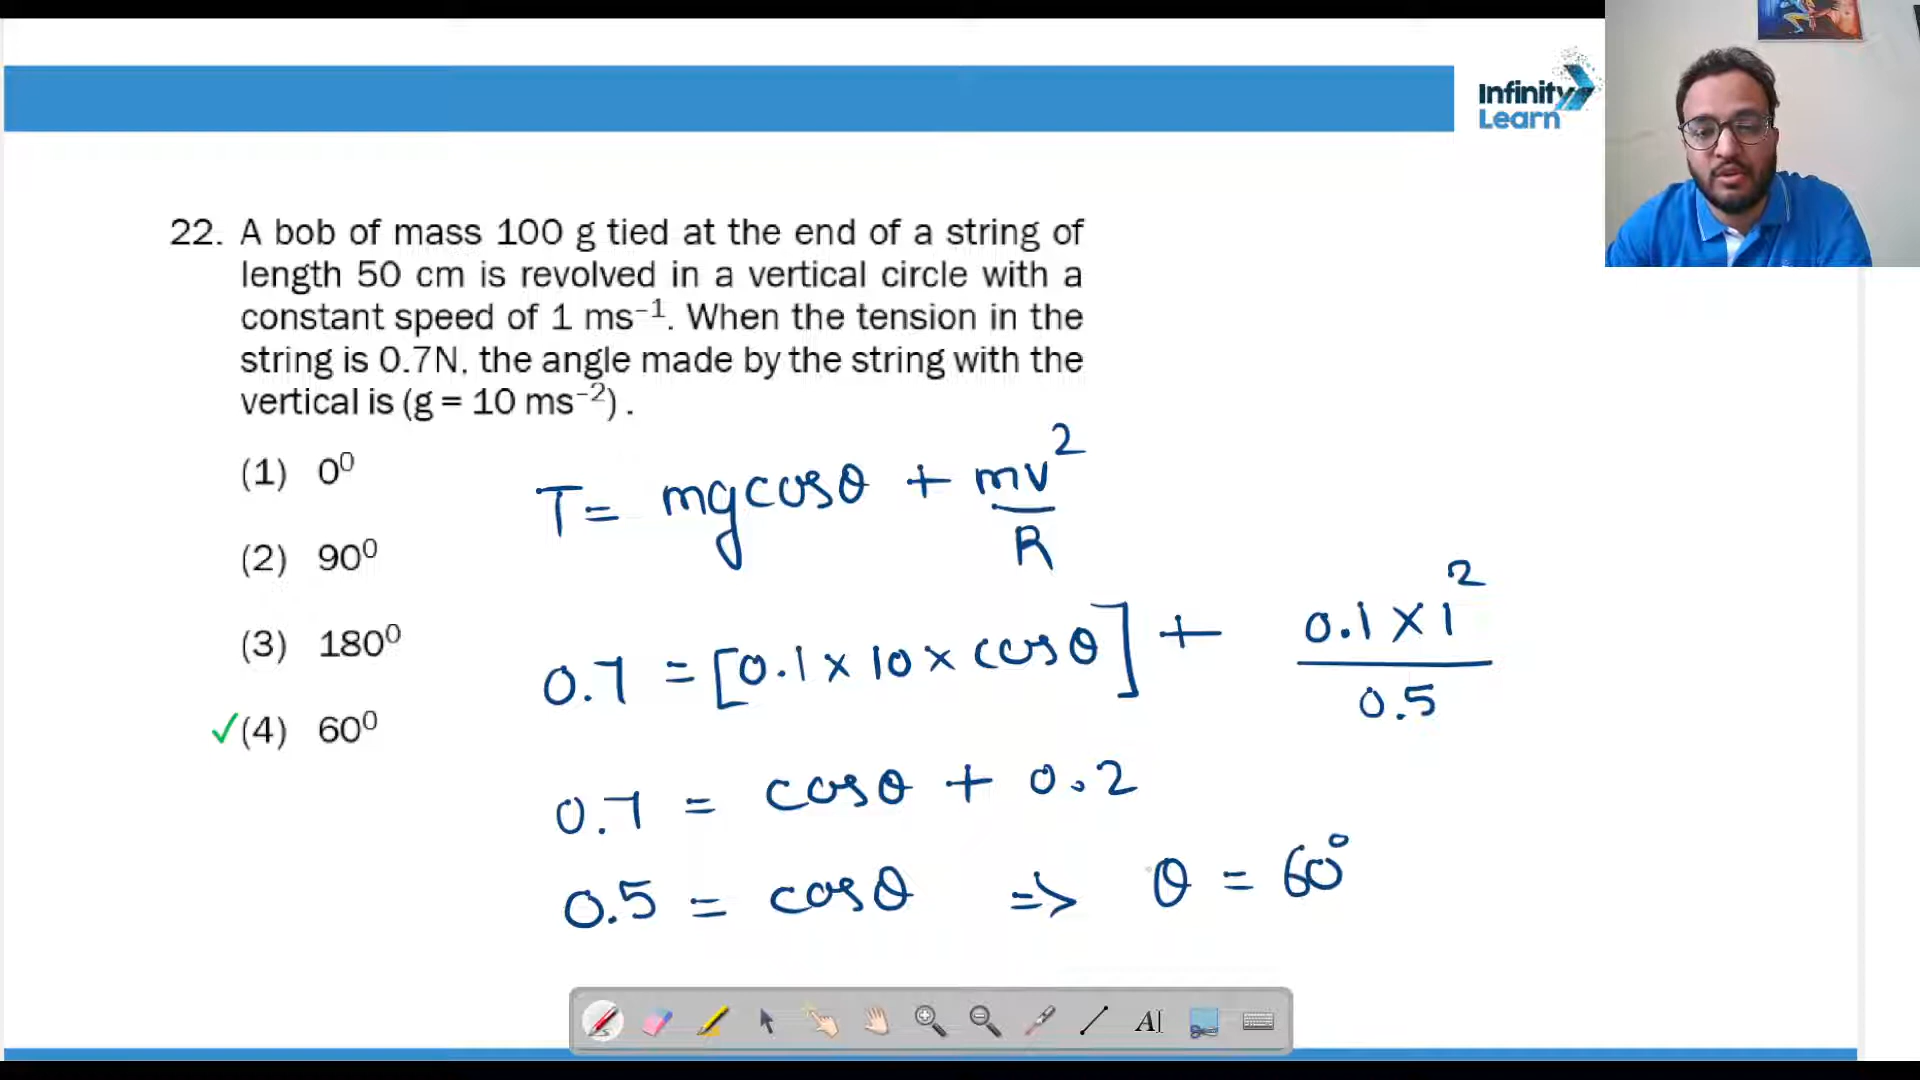 Infinity
Learn
22. A bob of mass 100 g tied at the end of a string of
length 50 cm is revolved in a vertical circle with a
constant speed of 1 ms⁻¹. When the tension in the
string is 0.7N, the angle made by the string with the
vertical is (g = 10 ms⁻²) .
(1) 0⁰
(2) 90⁰
(3) 180⁰
✓(4) 60⁰
T = mg cosθ + mv²/R
0.7 = [0.1 × 10 × cosθ] + 0.1 × 1²/0.5
0.7 = cosθ + 0.2
0.5 = cosθ ⇒ θ = 60°
A